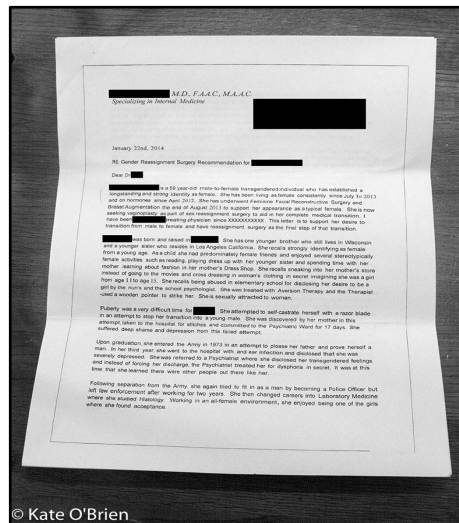 M.D., F.A.A.C., M.A.A.C.
Specializing in Internal Medicine
January 22nd, 2014
RE Gender Reassignment Surgery Recommendation for
Dear Dr
is a 59 year-old male-to-female transgendered individual who has established a
longstanding and strong identity as female. She has been living as female consistently since July 1st 2013
and on hormones since April 2012. She has underwent Feminine Facial Reconstructive Surgery and
Breast Augmentation the end of August 2013 to support her appearance as a typical female. She is now
seeking vaginoplasty as part of sex reassignment surgery to aid in her complete medical transition. I
have been treating physician since XXXXXXXXXX. This letter is to support her desire to
transition from male to female and have reassignment surgery as the final step of that transition.
was born and raised in She has one younger brother who still lives in Wisconsin
and a younger sister who resides in Los Angeles California. She recalls strongly identifying as female
from a young age. As a child she had predominately female friends and enjoyed several stereotypically
female activities such as reading, playing dress up with her younger sister and spending time with her
mother learning about fashion in her mother's Dress Shop. She recalls sneaking into her mother's store
instead of going to the movies and cross dressing in woman's clothing in secret imagining she was a girl
from age 11 to age 13. She recalls being abused in elementary school for disclosing her desire to be a
girl by the nun's and the school psychologist. She was treated with Aversion Therapy and the Therapist
used a wooden pointer to strike her. She is sexually attracted to woman.
Puberty was a very difficult time for She attempted to self-castrate herself with a razor blade
in an attempt to stop her transition into a young male. She was discovered by her mother in this
attempt, taken to the hospital for stitches and committed to the Psychiatric Ward for 17 days. She
suffered deep shame and depression from this failed attempt.
Upon graduation, she entered the Army in 1973 in an attempt to please her father and prove herself a
man. In her third year, she went to the hospital with and ear infection and disclosed that she was
severely depressed. She was referred to a Psychiatrist where she disclosed her transgendered feelings
and instead of forcing her discharge, the Psychiatrist treated her for dysphoria in secret. It was at this
time that she learned there were other people out there like her.
Following separation from the Army, she again tried to fit in as a man by becoming a Police Officer but
left law enforcement after working for two years. She then changed careers into Laboratory Medicine
where she studied Histology. Working in an all-female environment, she enjoyed being one of the girls
where she found acceptance.
© Kate O'Brien